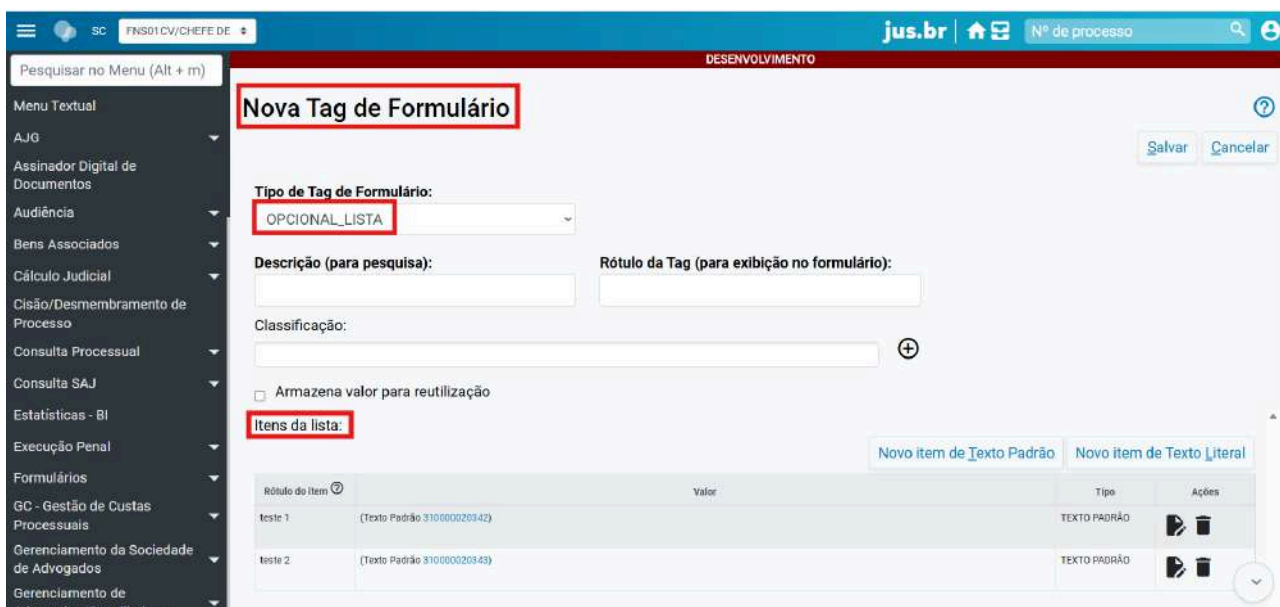 SC FNS01CV/CHEFE DE
jus.br Nº de processo
Pesquisar no Menu (Alt + m)
DESENVOLVIMENTO
Menu Textual
AJG
Assinador Digital de
Documentos
Audiência
Bens Associados
Cálculo Judicial
Cisão/Desmembramento de
Processo
Consulta Processual
Consulta SAJ
Estatísticas - BI
Execução Penal
Formulários
GC - Gestão de Custas
Processuais
Gerenciamento da Sociedade
de Advogados
Gerenciamento de
Nova Tag de Formulário
Salvar Cancelar
Tipo de Tag de Formulário:
OPCIONAL_LISTA
Descrição (para pesquisa): Rótulo da Tag (para exibição no formulário):
Classificação:
Armazena valor para reutilização
Itens da lista:
Novo item de Texto Padrão Novo item de Texto Literal
Rótulo do Item Valor Tipo Ações
teste 1 (Texto Padrão 310000020342) TEXTO PADRÃO
teste 2 (Texto Padrão 310000020343) TEXTO PADRÃO